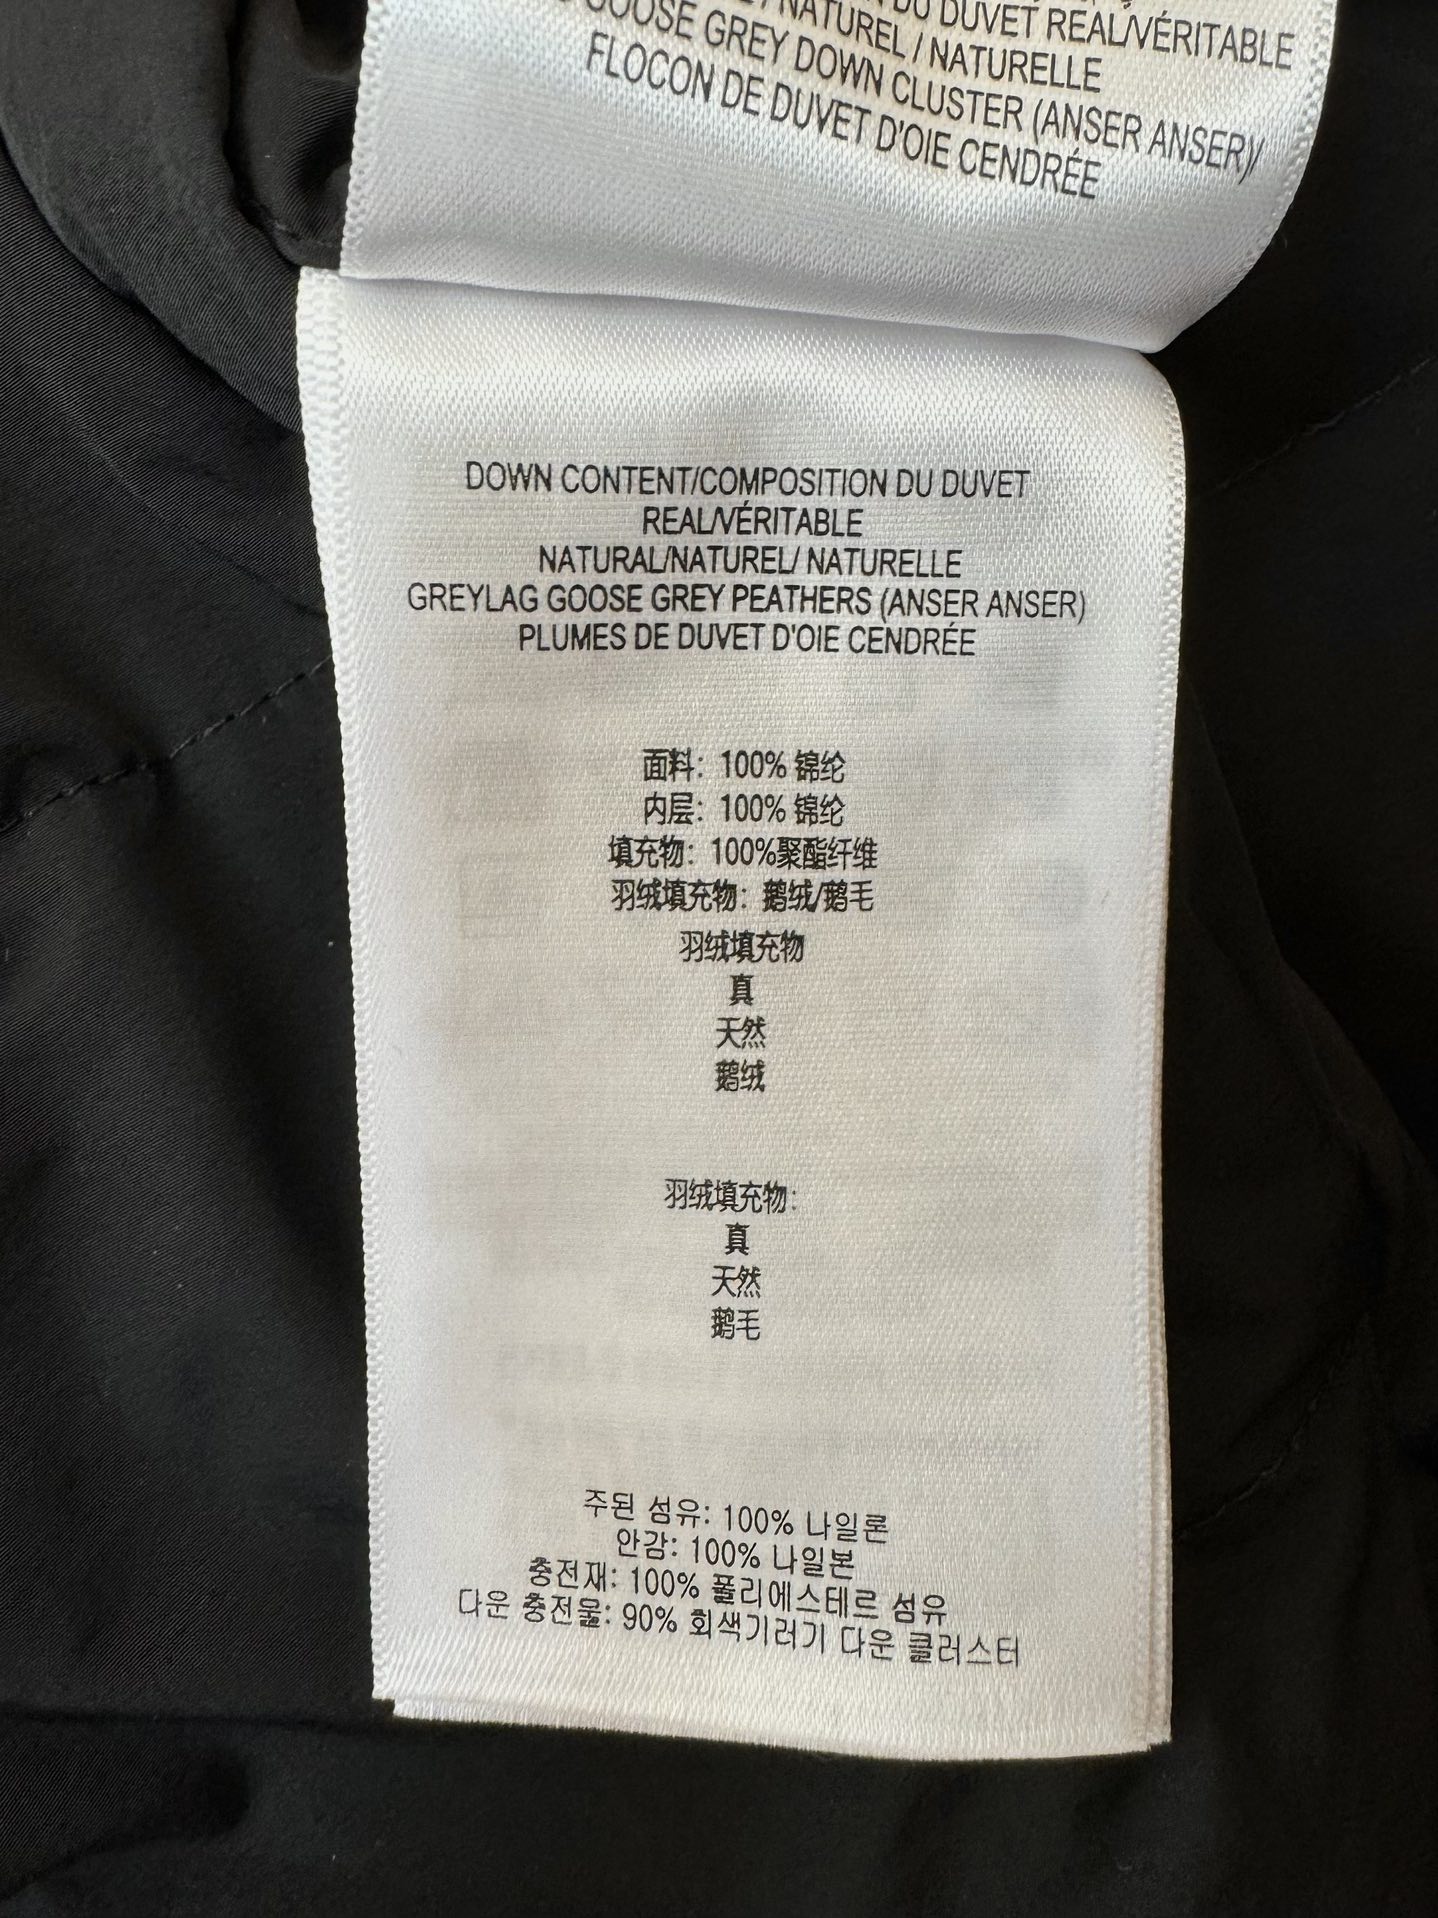 DU DUVET REAL/VÉRITABLE
/ NATUREL / NATURELLE
GOOSE GREY DOWN CLUSTER (ANSER ANSER)/
FLOCON DE DUVET D'OIE CENDRÉE
DOWN CONTENT/COMPOSITION DU DUVET
REAL/VÉRITABLE
NATURAL/NATUREL/ NATURELLE
GREYLAG GOOSE GREY PEATHERS (ANSER ANSER)
PLUMES DE DUVET D'OIE CENDRÉE
面料：100% 锦纶
内层：100% 锦纶
填充物：100%聚酯纤维
羽绒填充物：鹅绒/鹅毛
羽绒填充物
真
天然
鹅绒
羽绒填充物：
真
天然
鹅毛
주된 섬유: 100% 나일론
안감: 100% 나일본
충전재: 100% 폴리에스테르 섬유
다운 충전물: 90% 회색기러기 다운 클러스터